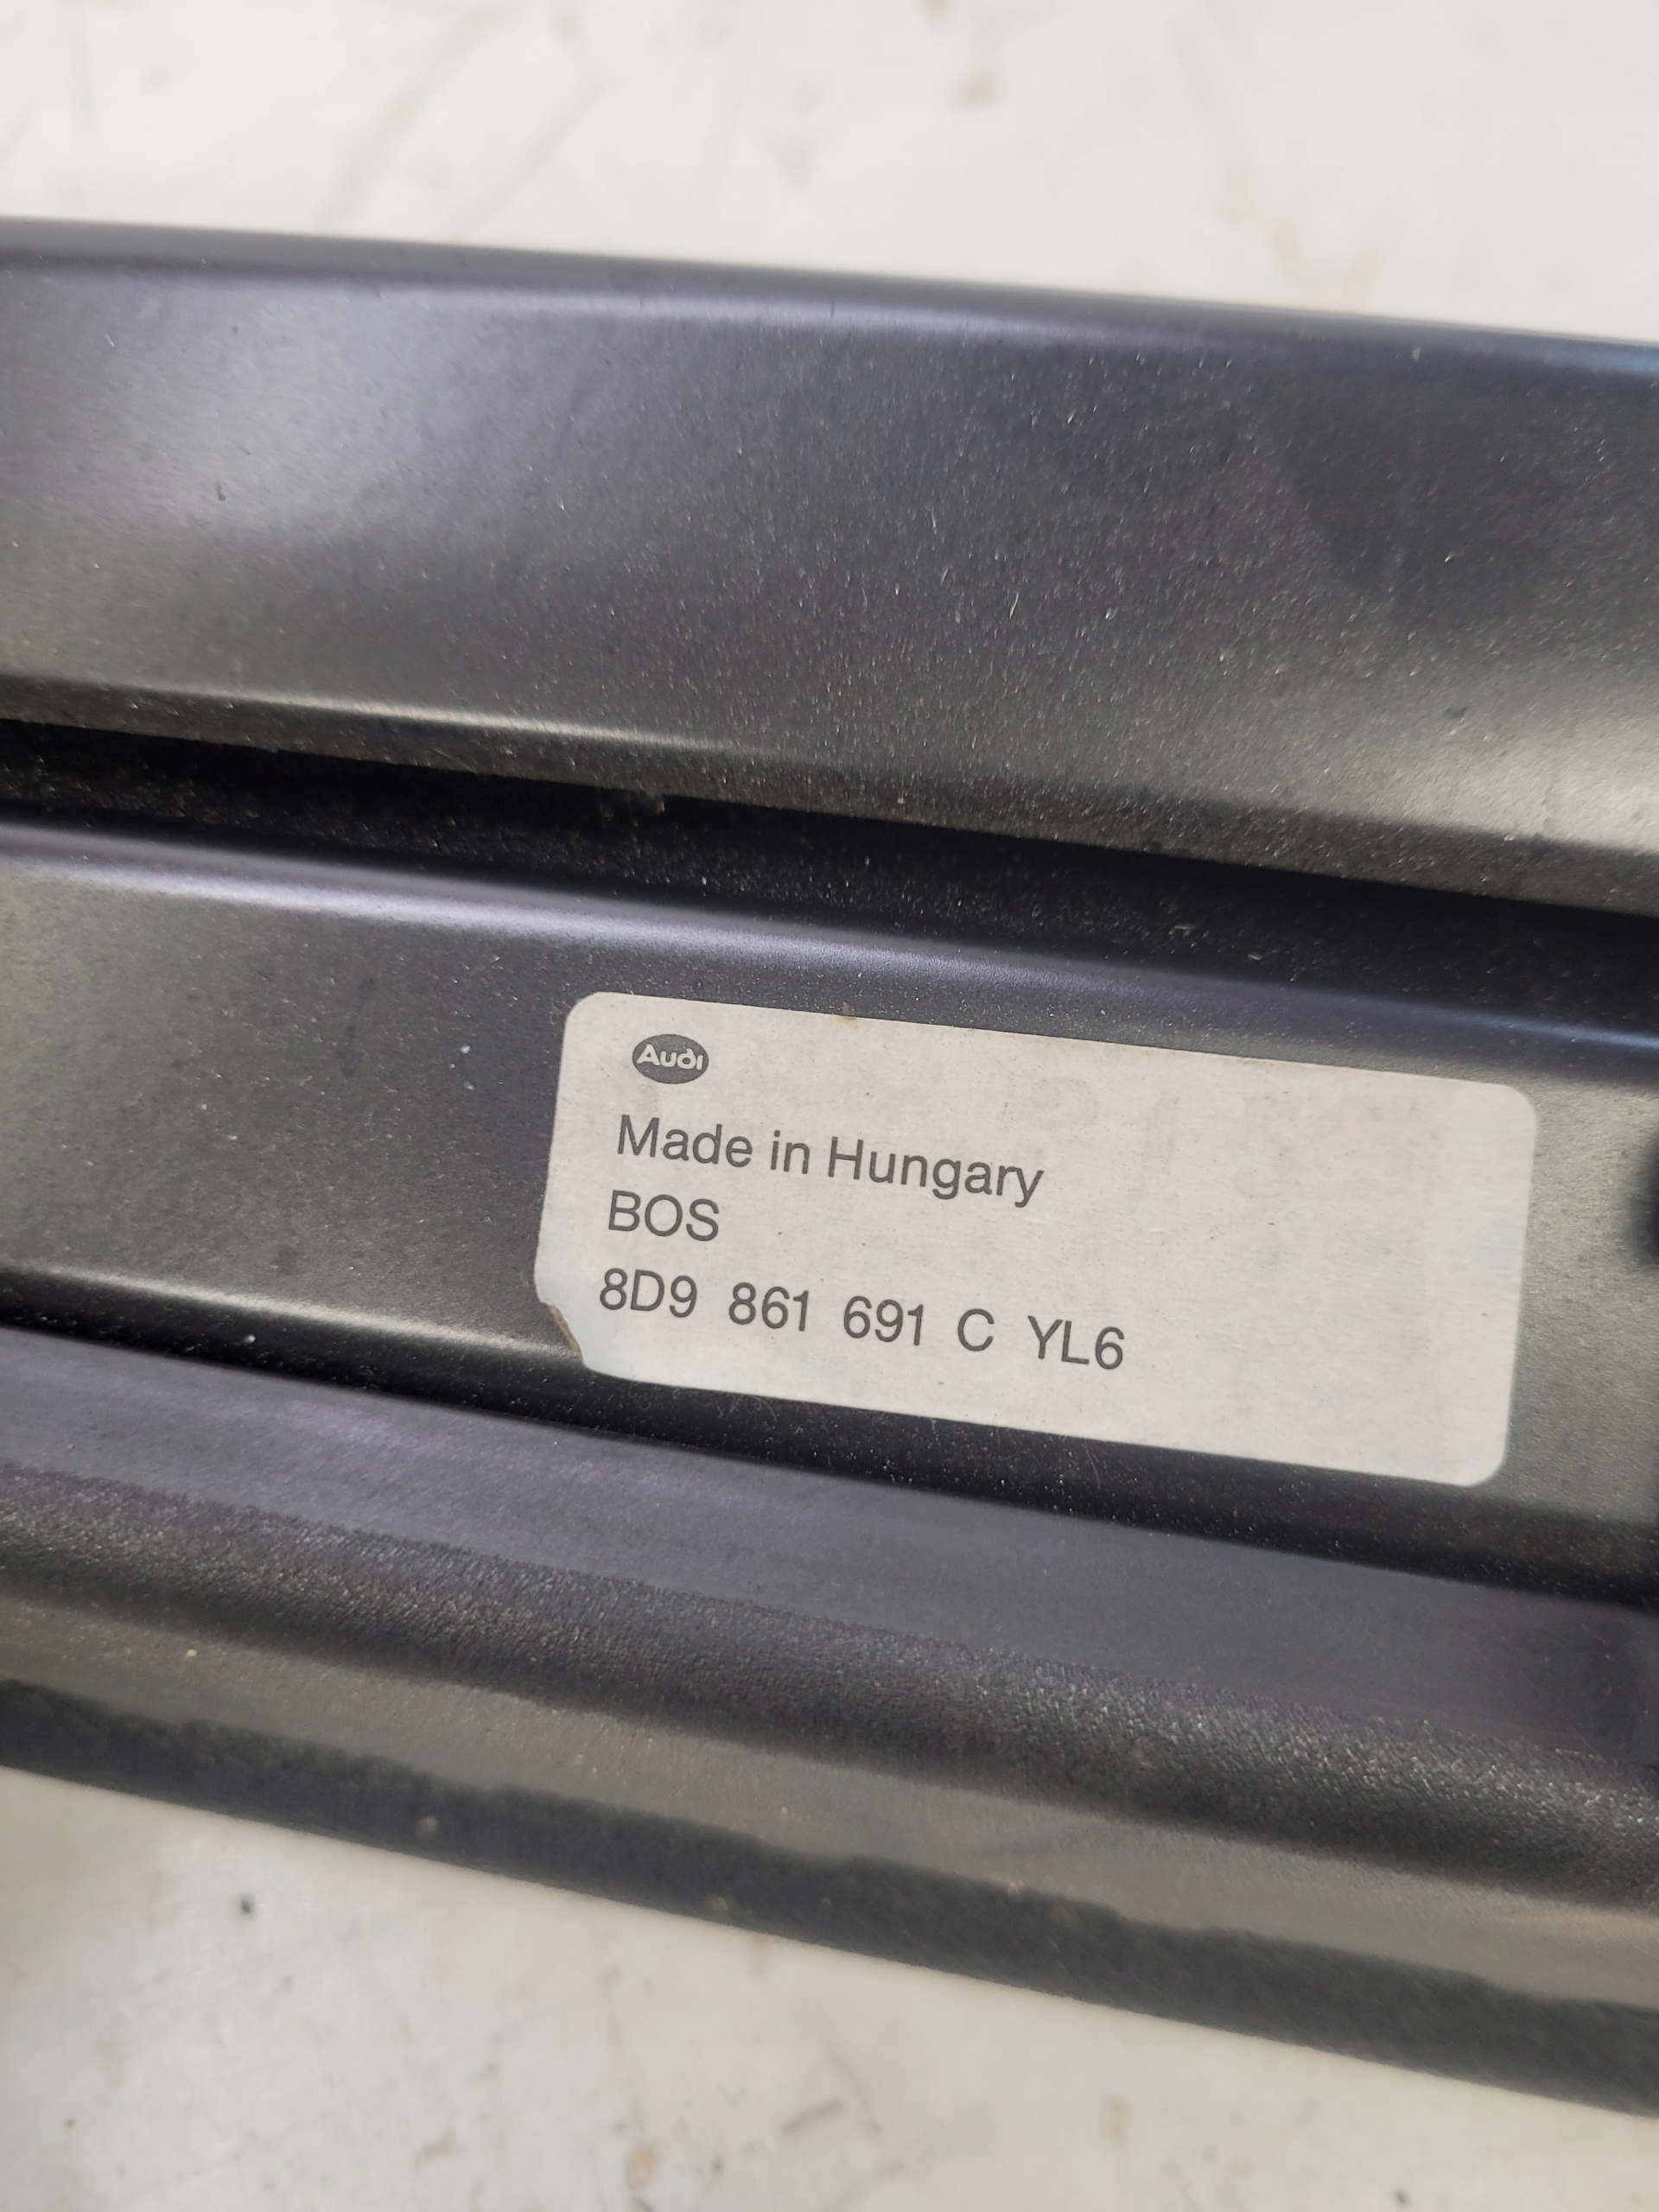 Audi
Made in Hungary
BOS
8D9 861 691 C YL6